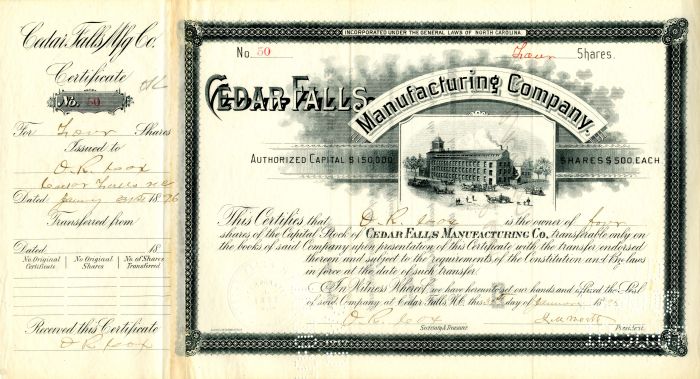 Cedar Falls Mfg Co.
Certificate
No. 50
For Four Shares
Issued to
O. R. Cox
Cedar Falls N.C.
Dated January 31st 1896
Transferred from
Dated 18
No. Original Certificate
No. Original Shares
No. of Shares Transferred
Received this Certificate
O R Cox
INCORPORATED UNDER THE GENERAL LAWS OF NORTH CAROLINA.
No. 50
Four Shares.
CEDAR FALLS
Manufacturing Company.
AUTHORIZED CAPITAL $150,000.
SHARES $500. EACH.
This Certifies that O. R. Cox is the owner of four
shares of the Capital Stock of CEDAR FALLS MANUFACTURING CO. transferable only on
the books of said Company upon presentation of this Certificate with the transfer endorsed
thereon and subject to the requirements of the Constitution and by laws
in force at the date of such transfer.
In Witness Whereof, we have hereunto set our hands and affixed the Seal
of said Company at Cedar Falls N.C. this day of January 18
O. R. Cox
Secretary & Treasurer
President.